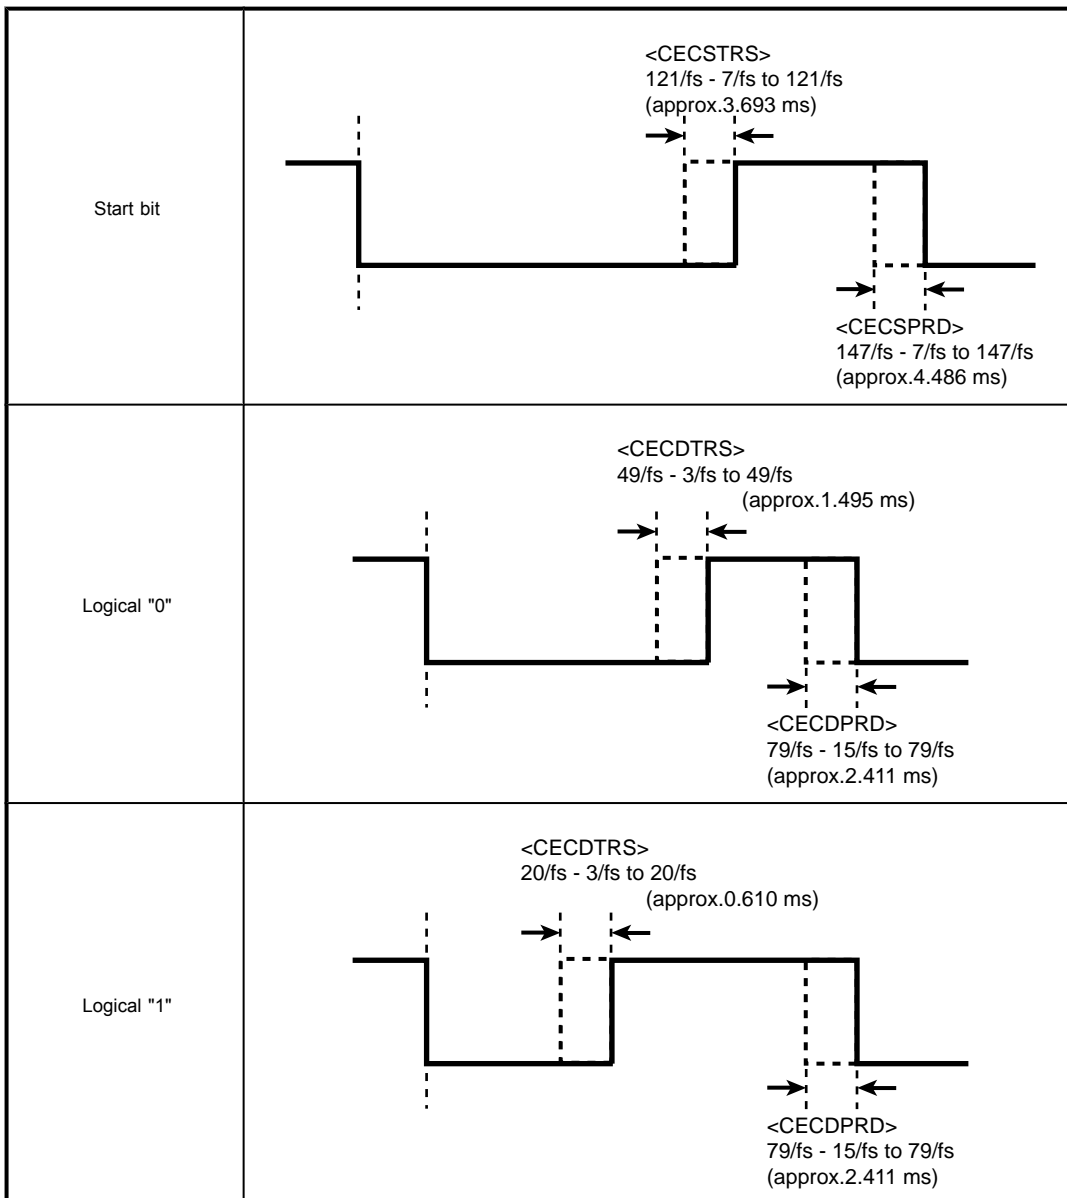 Start bit
<CECSTRS>
121/fs - 7/fs to 121/fs
(approx.3.693 ms)
<CECSPRD>
147/fs - 7/fs to 147/fs
(approx.4.486 ms)
Logical "0"
<CECDTRS>
49/fs - 3/fs to 49/fs
(approx.1.495 ms)
<CECDPRD>
79/fs - 15/fs to 79/fs
(approx.2.411 ms)
Logical "1"
<CECDTRS>
20/fs - 3/fs to 20/fs
(approx.0.610 ms)
<CECDPRD>
79/fs - 15/fs to 79/fs
(approx.2.411 ms)